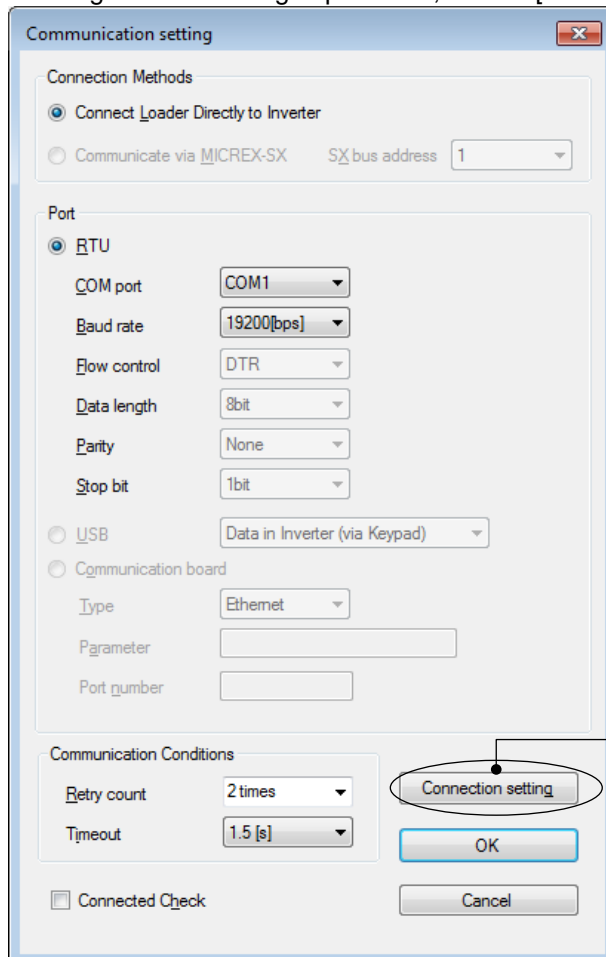 Communication setting
Connection Methods
Connect Loader Directly to Inverter
Communicate via MICREX-SX SX bus address 1
Port
RTU
COM port COM1
Baud rate 19200[bps]
Flow control DTR
Data length 8bit
Parity None
Stop bit 1bit
USB Data in Inverter (via Keypad)
Communication board
Type Ethernet
Parameter
Port number
Communication Conditions
Retry count 2 times
Connection setting
Timeout 1.5 [s]
OK
Connected Check
Cancel